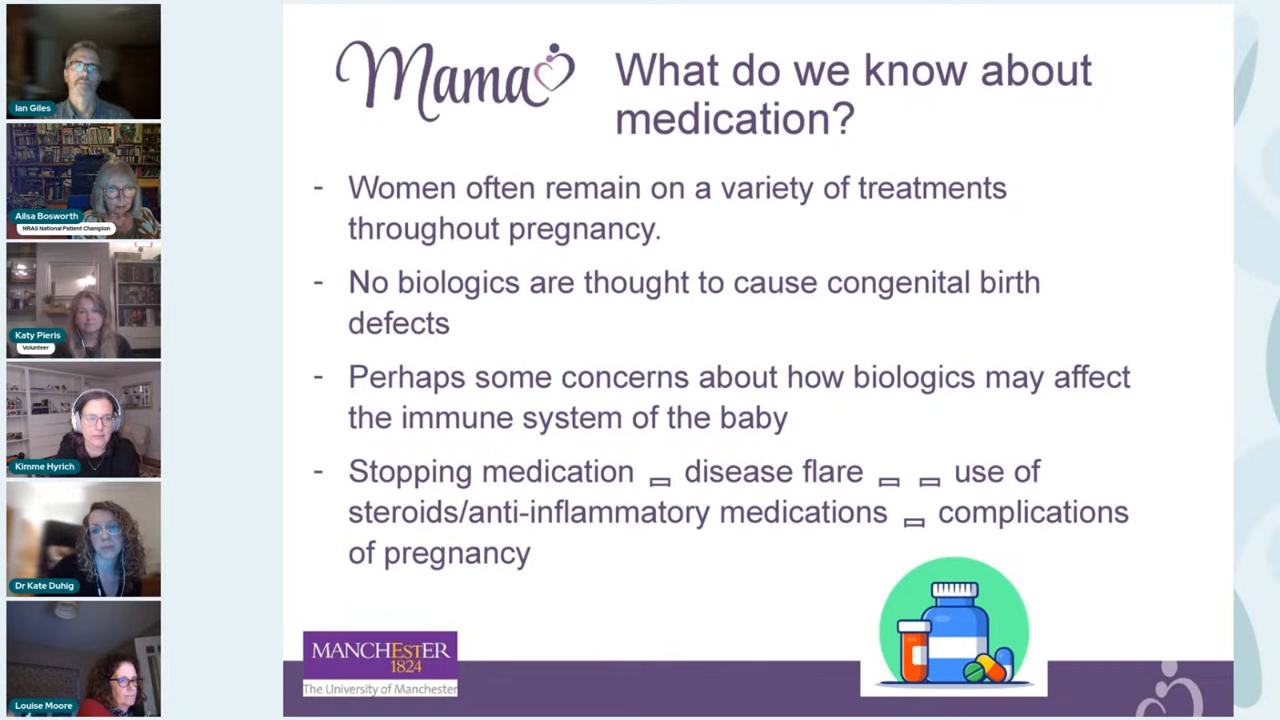 Ian Giles
Ailsa Bosworth
NRAS National Patient Champion
Katy Pieris
Volunteer
Kimme Hyrich
Dr Kate Duhig
Louise Moore
Mama
What do we know about
medication?
- Women often remain on a variety of treatments
throughout pregnancy.
- No biologics are thought to cause congenital birth
defects
- Perhaps some concerns about how biologics may affect
the immune system of the baby
- Stopping medication disease flare use of
steroids/anti-inflammatory medications complications
of pregnancy
MANCHESTER
1824
The University of Manchester